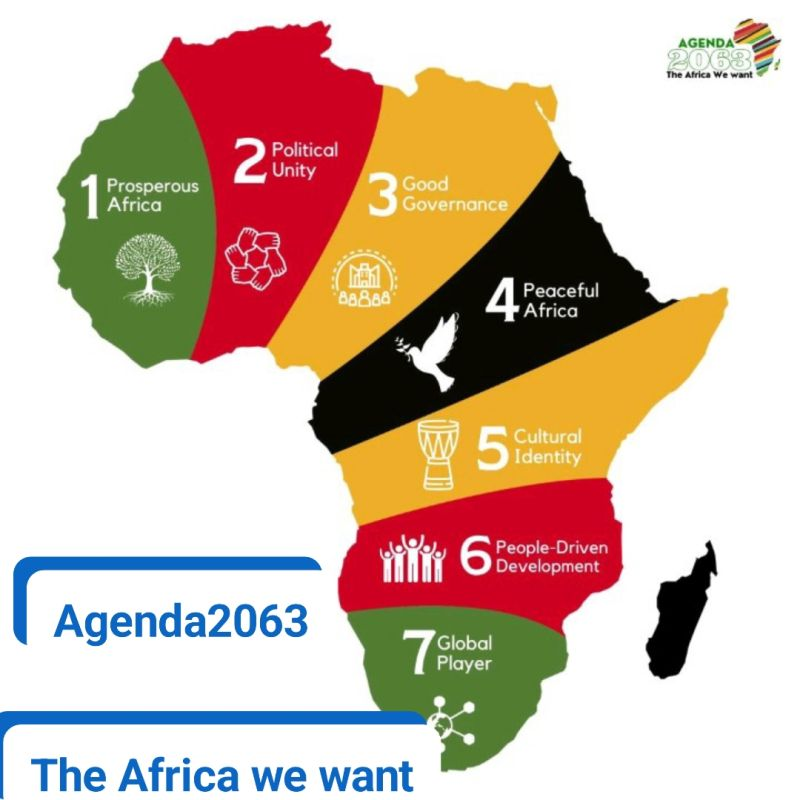 AGENDA
2063
The Africa We want
1 Prosperous
Africa
2 Political
Unity
3 Good
Governance
4 Peaceful
Africa
5 Cultural
Identity
6 People-Driven
Development
7 Global
Player
Agenda2063
The Africa we want